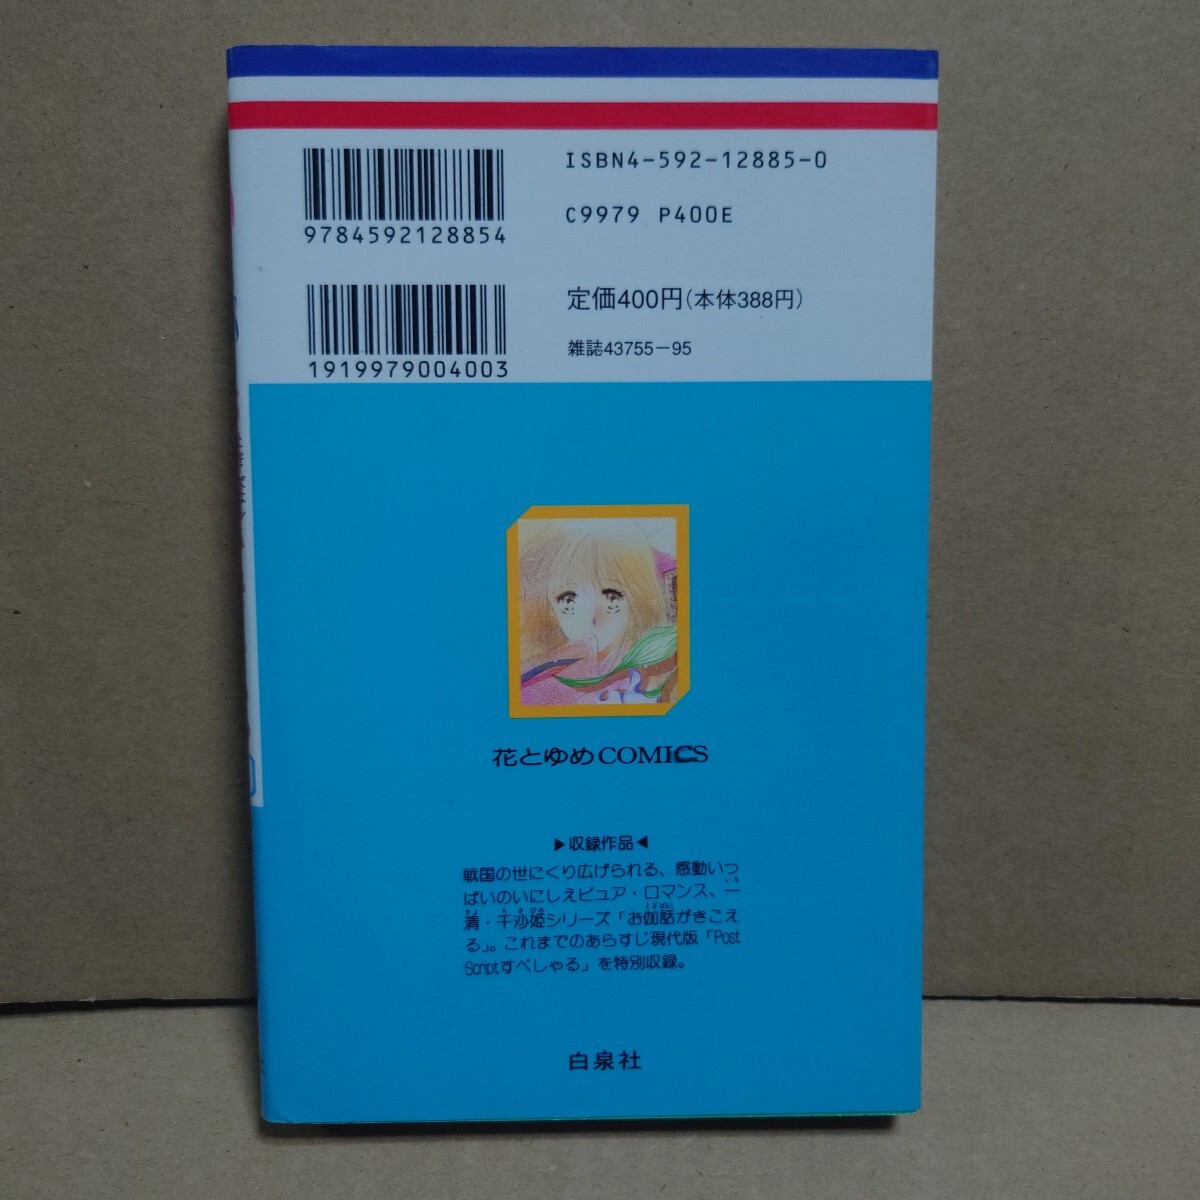 ISBN4-592-12885-0
9784592128854
C9979 P400E
定価400円(本体388円)
雑誌43755-95
1919979004003
花とゆめCOMICS
▶収録作品◀
戦国の世にくり広げられる、感動いっ
ぱいのいにしえピュア・ロマンス、一
清・千沙姫シリーズ「お伽話がきこえ
る」。これまでのあらすじ現代版「Post
Scriptすぺしゃる」を特別収録。
白泉社